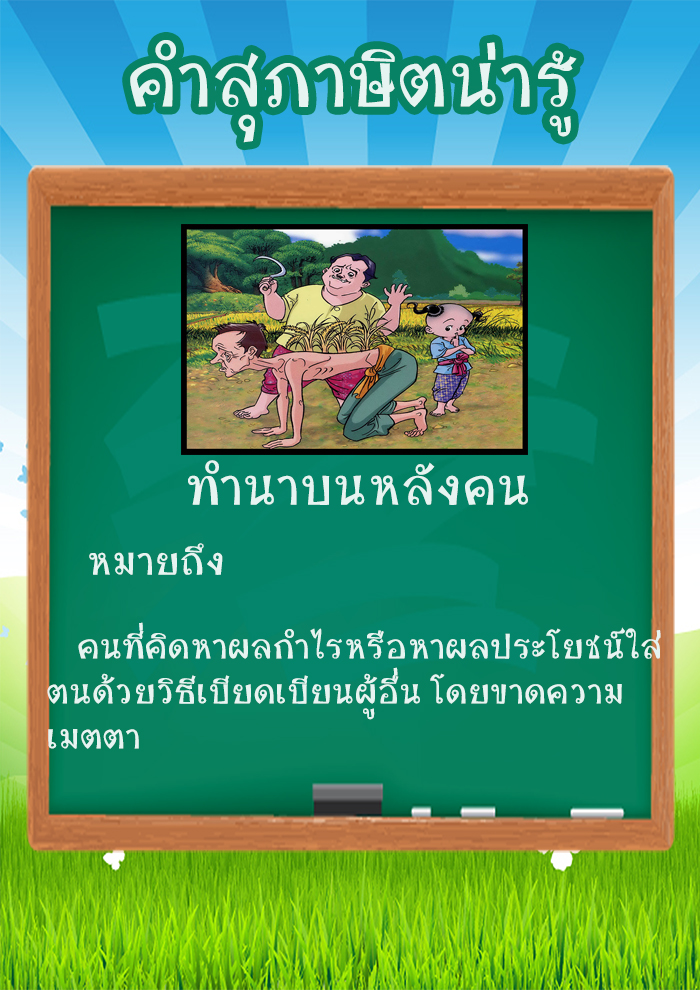 คำสุภาษิตน่ารู้
ทำนาบนหลังคน
หมายถึง
คนที่คิดหาผลกำไรหรือหาผลประโยชน์ใส่
ตนด้วยวิธีเบียดเบียนผู้อื่น โดยขาดความ
เมตตา